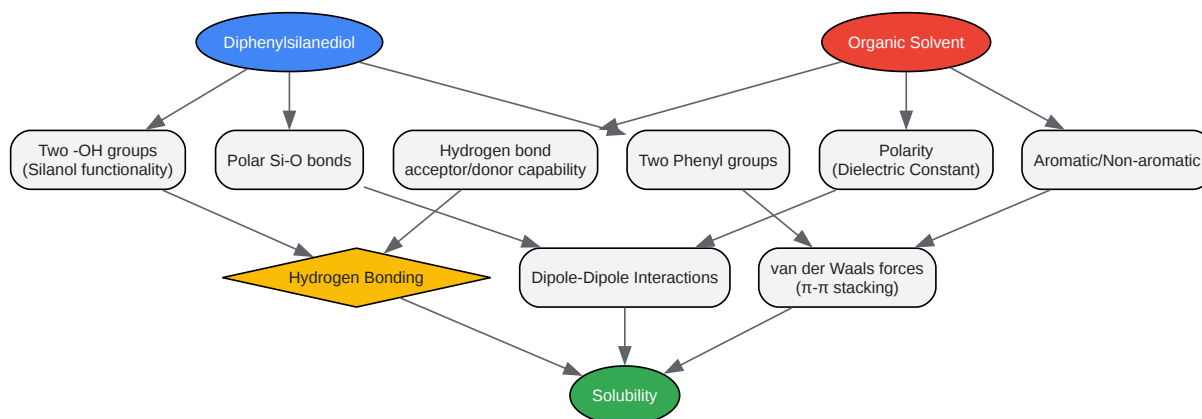 Diphenylsilanediol
Organic Solvent
Two -OH groups
(Silanol functionality)
Polar Si-O bonds
Hydrogen bond
acceptor/donor capability
Two Phenyl groups
Polarity
(Dielectric Constant)
Aromatic/Non-aromatic
Hydrogen Bonding
Dipole-Dipole Interactions
van der Waals forces
(π-π stacking)
Solubility